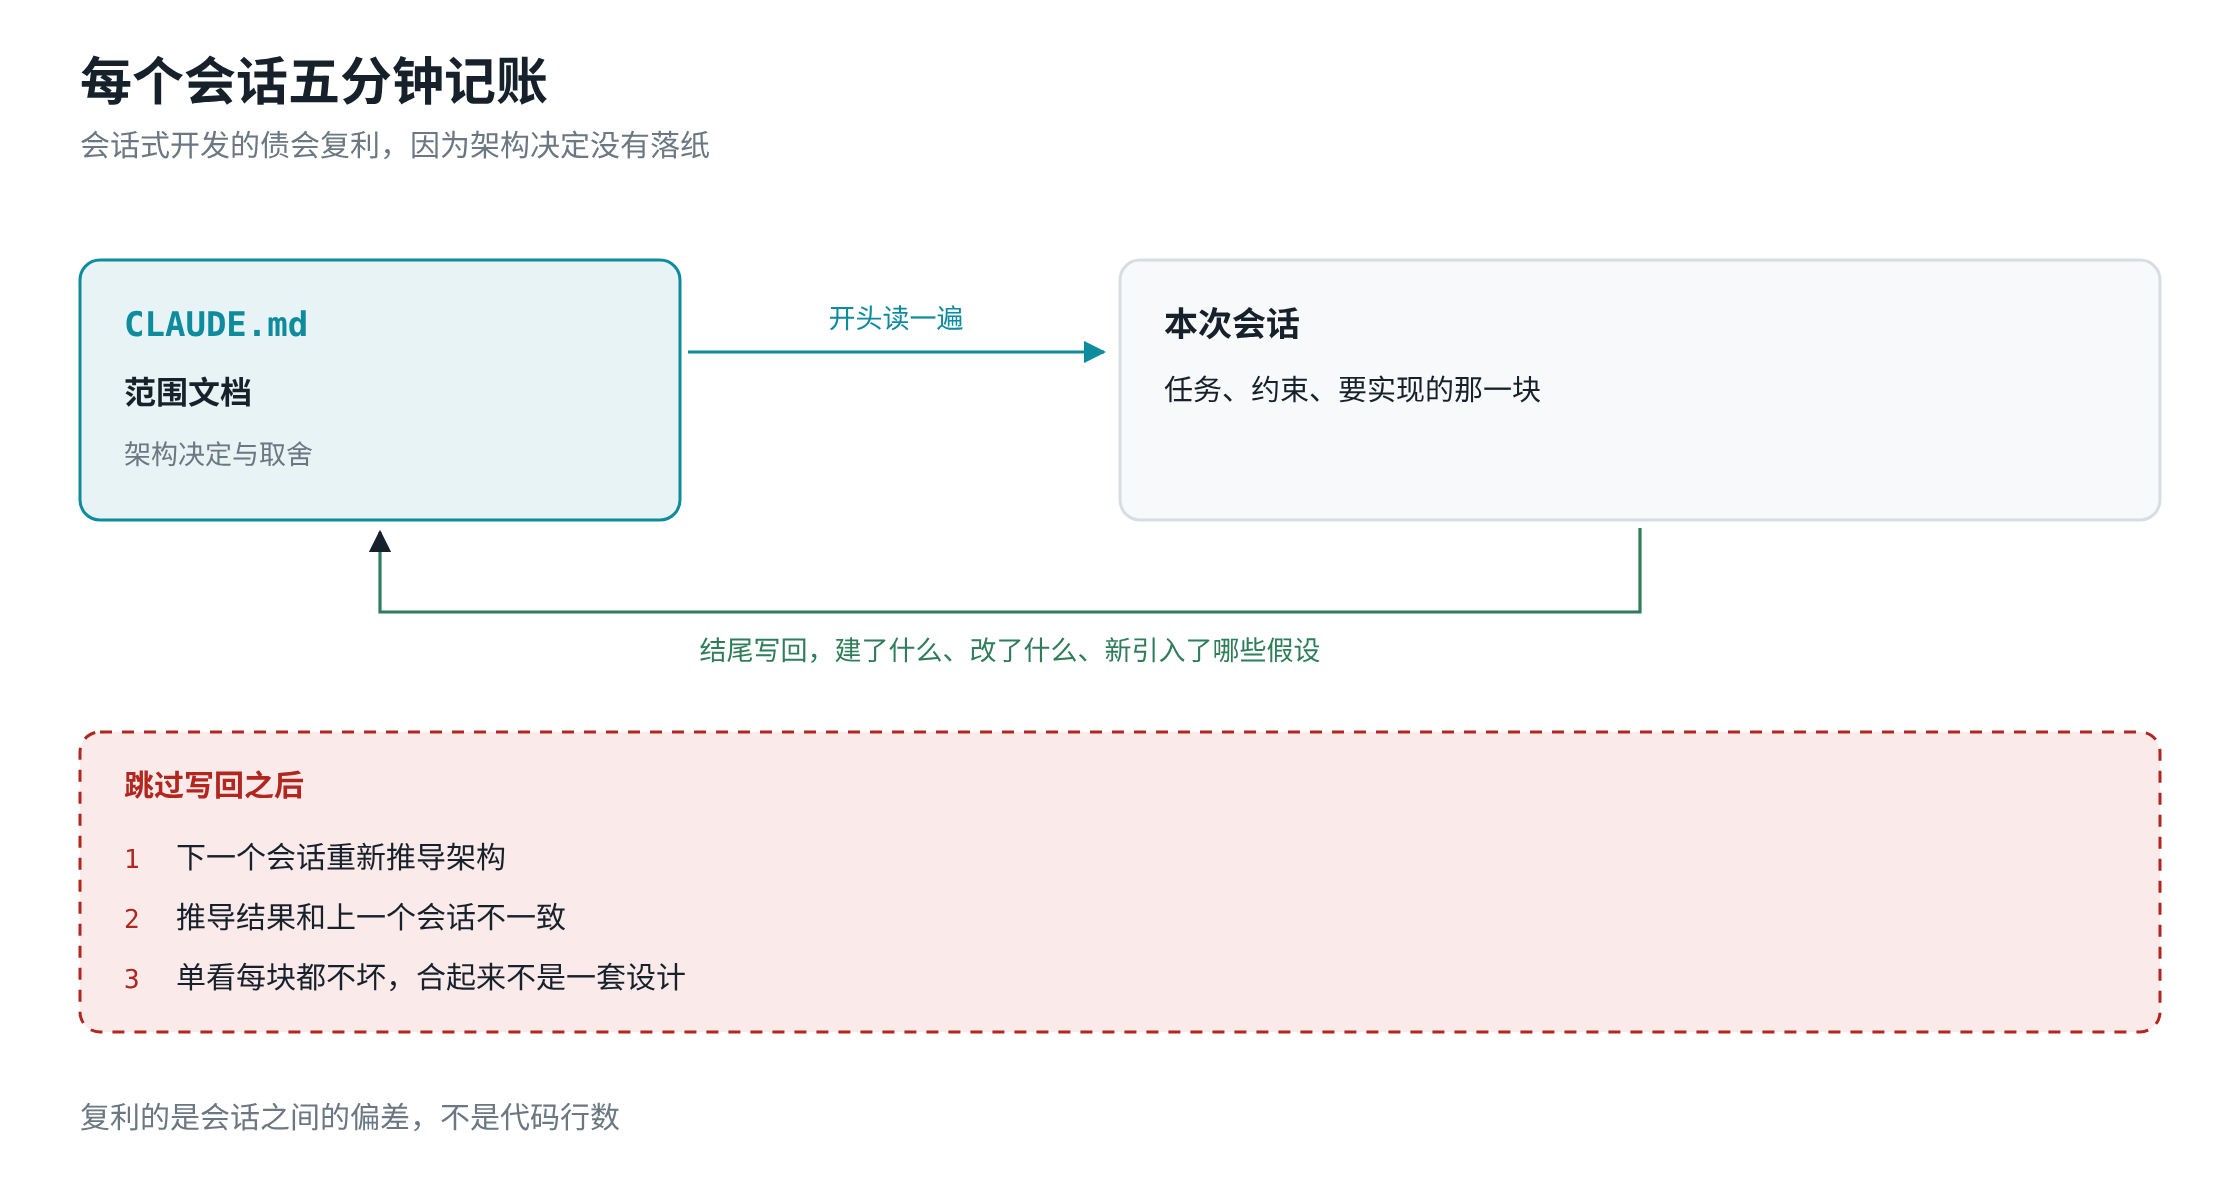 每个会话五分钟记账
会话式开发的债会复利，因为架构决定没有落纸
CLAUDE.md
范围文档
架构决定与取舍
开头读一遍
本次会话
任务、约束、要实现的那一块
结尾写回，建了什么、改了什么、新引入了哪些假设
跳过写回之后
1 下一个会话重新推导架构
2 推导结果和上一个会话不一致
3 单看每块都不坏，合起来不是一套设计
复利的是会话之间的偏差，不是代码行数